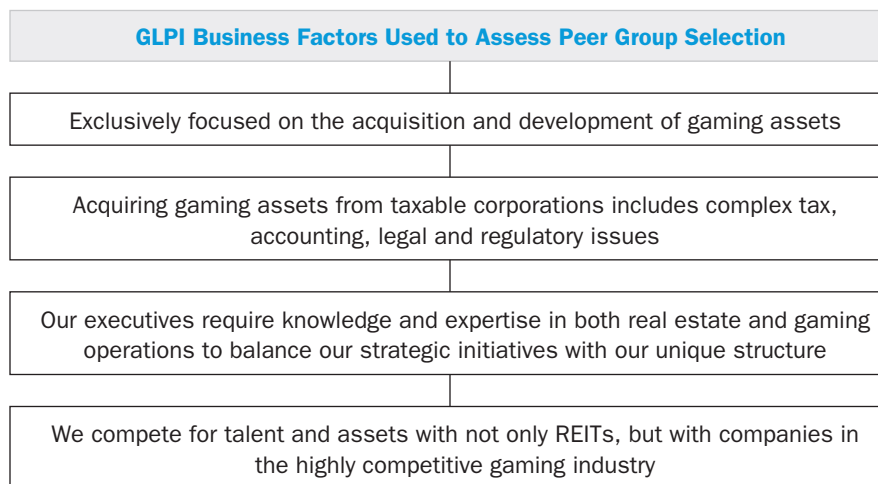 GLPI Business Factors Used to Assess Peer Group Selection
Exclusively focused on the acquisition and development of gaming assets
Acquiring gaming assets from taxable corporations includes complex tax,
accounting, legal and regulatory issues
Our executives require knowledge and expertise in both real estate and gaming
operations to balance our strategic initiatives with our unique structure
We compete for talent and assets with not only REITs, but with companies in
the highly competitive gaming industry